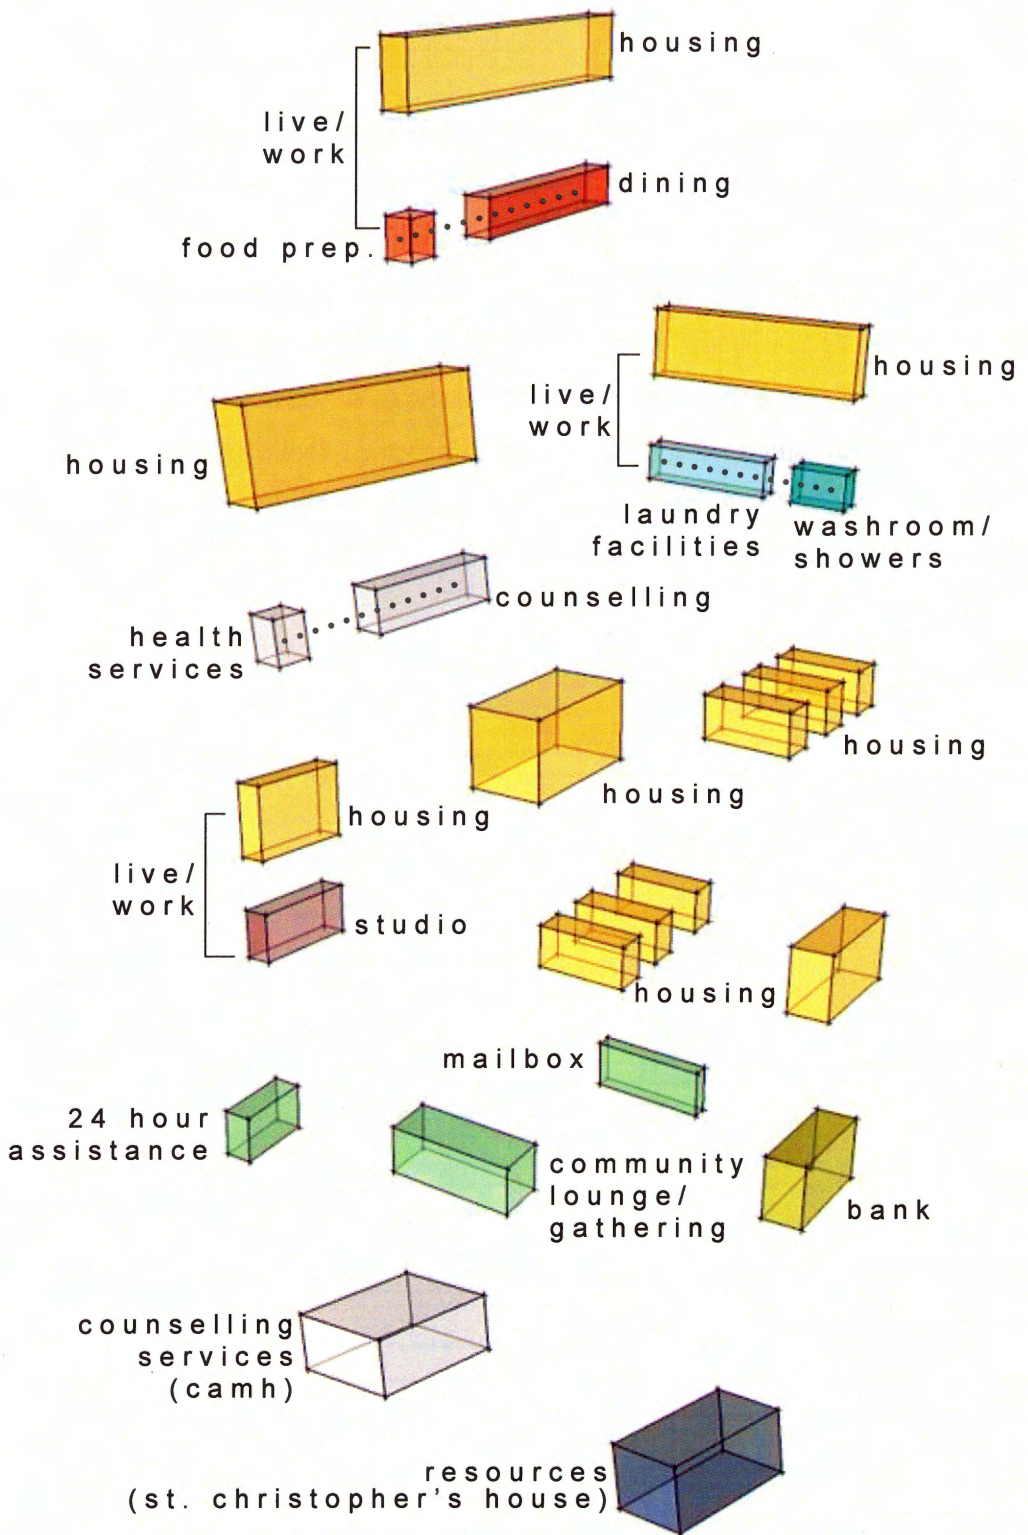 housing
live/
work
dining
food prep.
housing
live/
work
housing
laundry
facilities
washroom/
showers
counselling
health
services
housing
housing
housing
live/
work
studio
housing
mailbox
24 hour
assistance
community
lounge/
gathering
bank
counselling
services
(camh)
resources
(st. christopher's house)